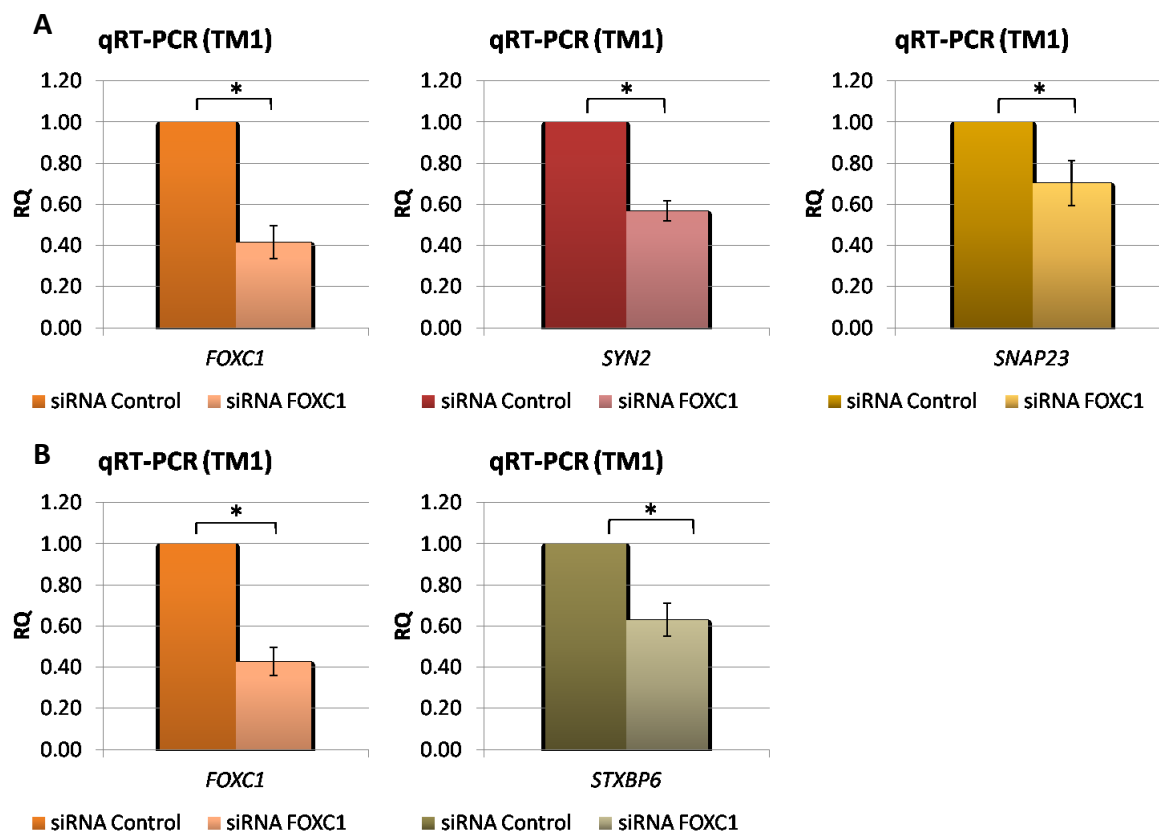 A
qRT-PCR (TM1)
1.20
1.00
0.80
0.60
0.40
0.20
0.00
RQ
*
FOXC1
siRNA Control siRNA FOXC1
qRT-PCR (TM1)
1.20
1.00
0.80
0.60
0.40
0.20
0.00
RQ
*
SYN2
siRNA Control siRNA FOXC1
qRT-PCR (TM1)
1.20
1.00
0.80
0.60
0.40
0.20
0.00
RQ
*
SNAP23
siRNA Control siRNA FOXC1
B
qRT-PCR (TM1)
1.20
1.00
0.80
0.60
0.40
0.20
0.00
RQ
*
FOXC1
siRNA Control siRNA FOXC1
qRT-PCR (TM1)
1.20
1.00
0.80
0.60
0.40
0.20
0.00
RQ
*
STXBP6
siRNA Control siRNA FOXC1